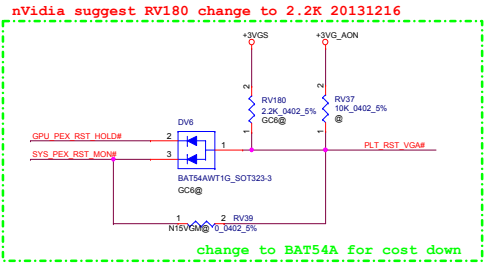 nVidia suggest RV180 change to 2.2K 20131216
+3VGS
+3VG_AON
2
2
RV180
2.2K_0402_5%
GC6@
RV37
10K_0402_5%
@
1
1
DV6
GPU_PEX_RST_HOLD#
2
1
PLT_RST_VGA#
SYS_PEX_RST_MON#
3
BAT54AWT1G_SOT323-3
GC6@
1
2
RV39
N15VGM@
0_0402_5%
change to BAT54A for cost down